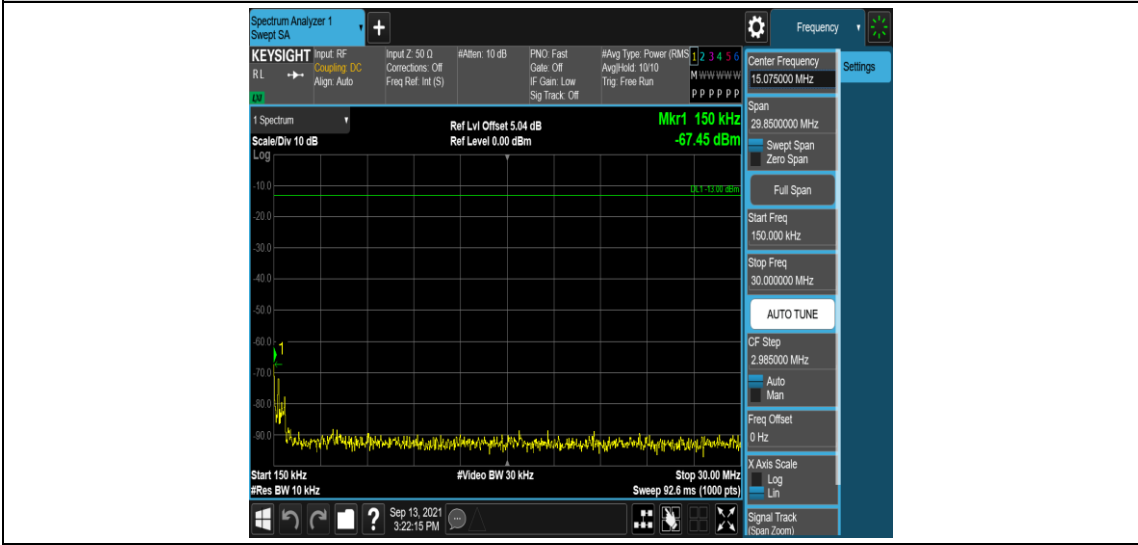 Spectrum Analyzer 1
Swept SA
+
Frequency
KEYSIGHT
RL
LM
Input: RF
Coupling: DC
Align: Auto
Input Z: 50 Ω
Corrections: Off
Freq Ref: Int (S)
#Atten: 10 dB
PNO: Fast
Gate: Off
IF Gain: Low
Sig Track: Off
#Avg Type: Power (RMS
Avg|Hold: 10/10
Trig: Free Run
1 2 3 4 5 6
M W W W W W
P P P P P P
1 Spectrum
Scale/Div 10 dB
Log
Ref Lvl Offset 5.04 dB
Ref Level 0.00 dBm
Mkr1 150 kHz
-67.45 dBm
DL1 -13.00 dBm
-10.0
-20.0
-30.0
-40.0
-50.0
-60.0
1
-70.0
-80.0
-90.0
Start 150 kHz
#Video BW 30 kHz
Stop 30.00 MHz
#Res BW 10 kHz
Sweep 92.6 ms (1000 pts)
?
Sep 13, 2021
3:22:15 PM
Center Frequency
15.075000 MHz
Settings
Span
29.8500000 MHz
Swept Span
Zero Span
Full Span
Start Freq
150.000 kHz
Stop Freq
30.000000 MHz
AUTO TUNE
CF Step
2.985000 MHz
Auto
Man
Freq Offset
0 Hz
X Axis Scale
Log
Lin
Signal Track
(Span Zoom)